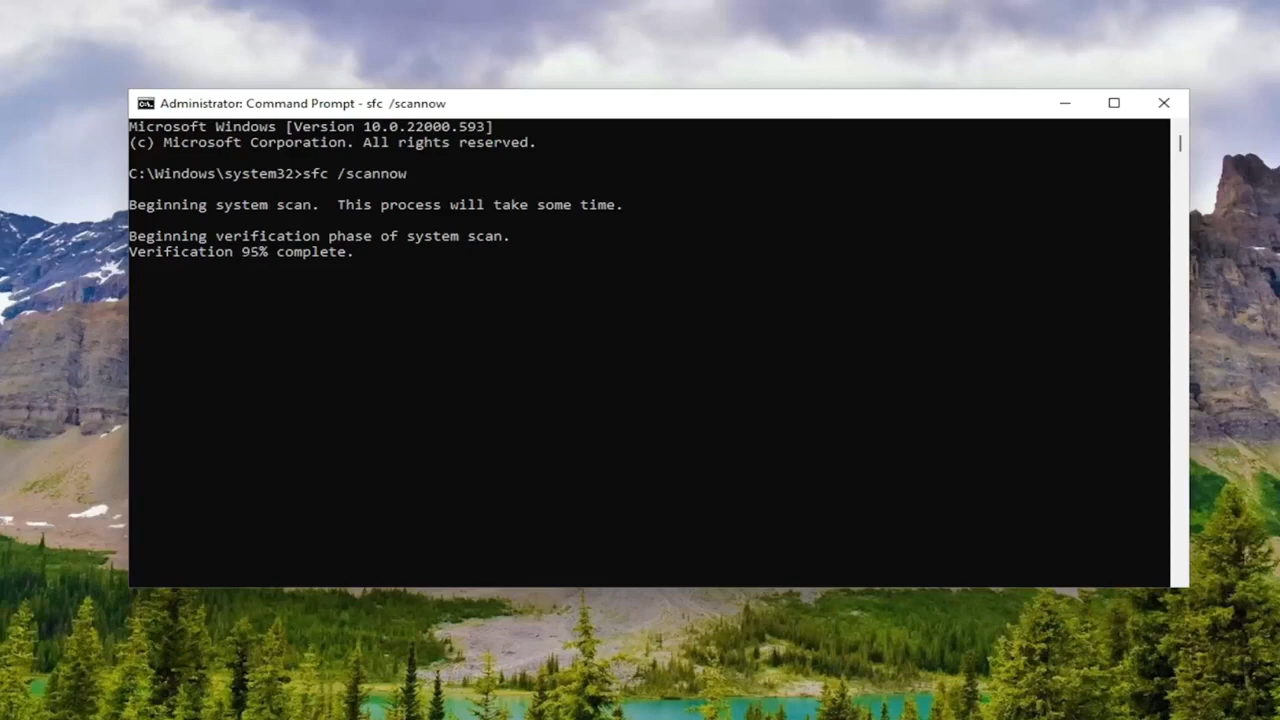 Administrator: Command Prompt - sfc  /scannow
Microsoft Windows [Version 10.0.22000.593]
(c) Microsoft Corporation. All rights reserved.
C:\Windows\system32>sfc /scannow
Beginning system scan.  This process will take some time.
Beginning verification phase of system scan.
Verification 95% complete.